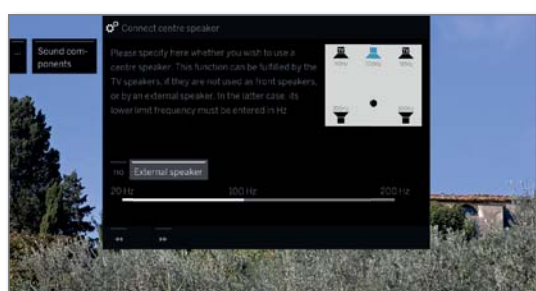 Connect centre speaker
...
Sound com-
ponents
Please specify here whether you wish to use a
centre speaker. This function can be fulfilled by the
TV speakers, if they are not used as front speakers,
or by an external speaker. In the latter case, its
lower limit frequency must be entered in Hz
TV
TV
no
External speaker
20 Hz
100 Hz
200 Hz